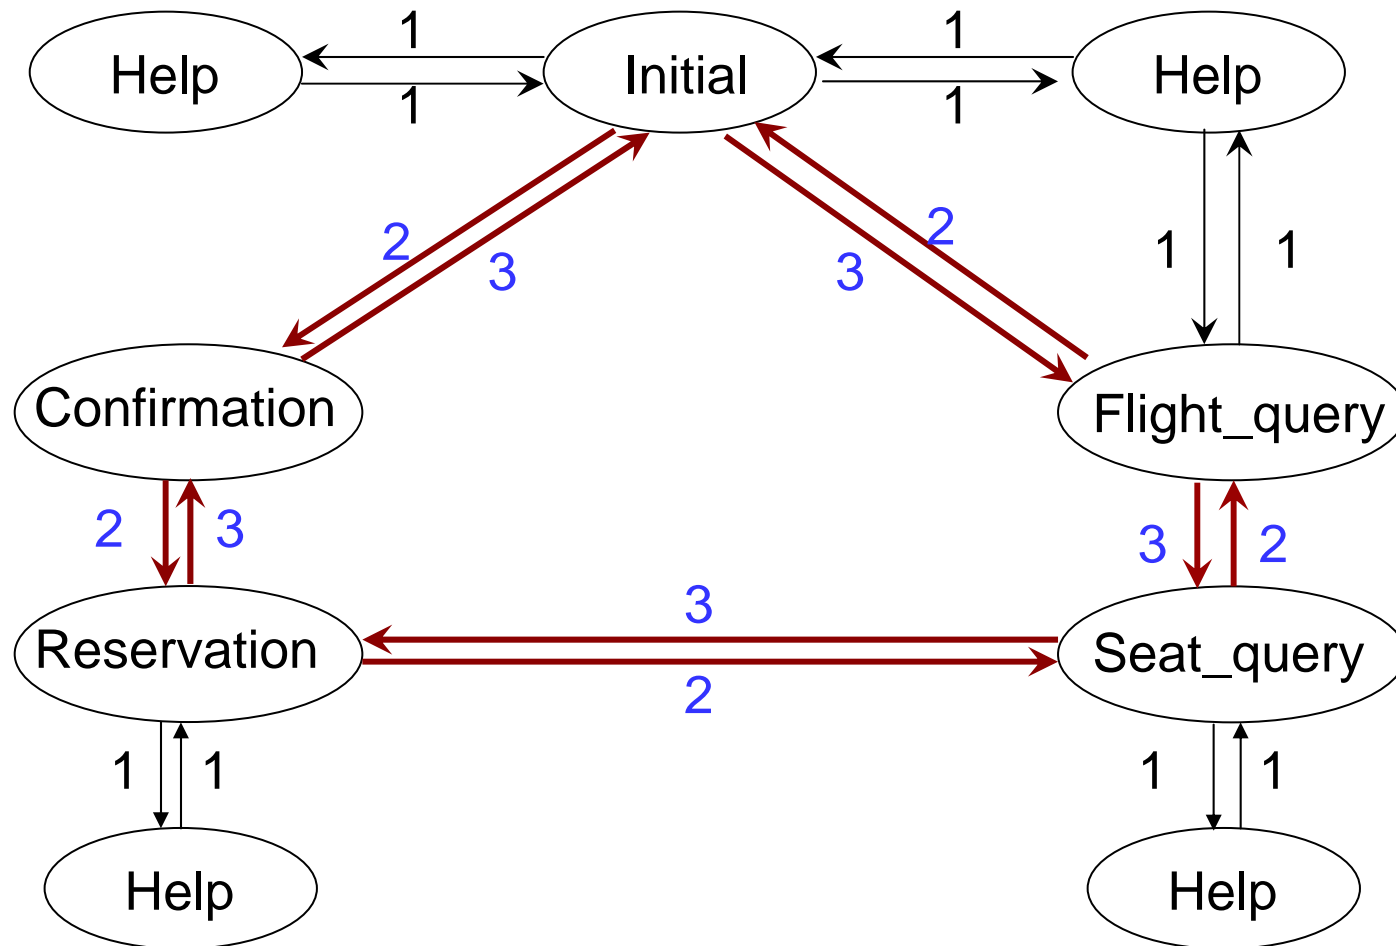 1 1
Help Initial Help
1 1
2 3 3 2 1 1
Confirmation Flight_query
2 3 3 2
3
Reservation Seat_query
2
1 1 1 1
Help Help